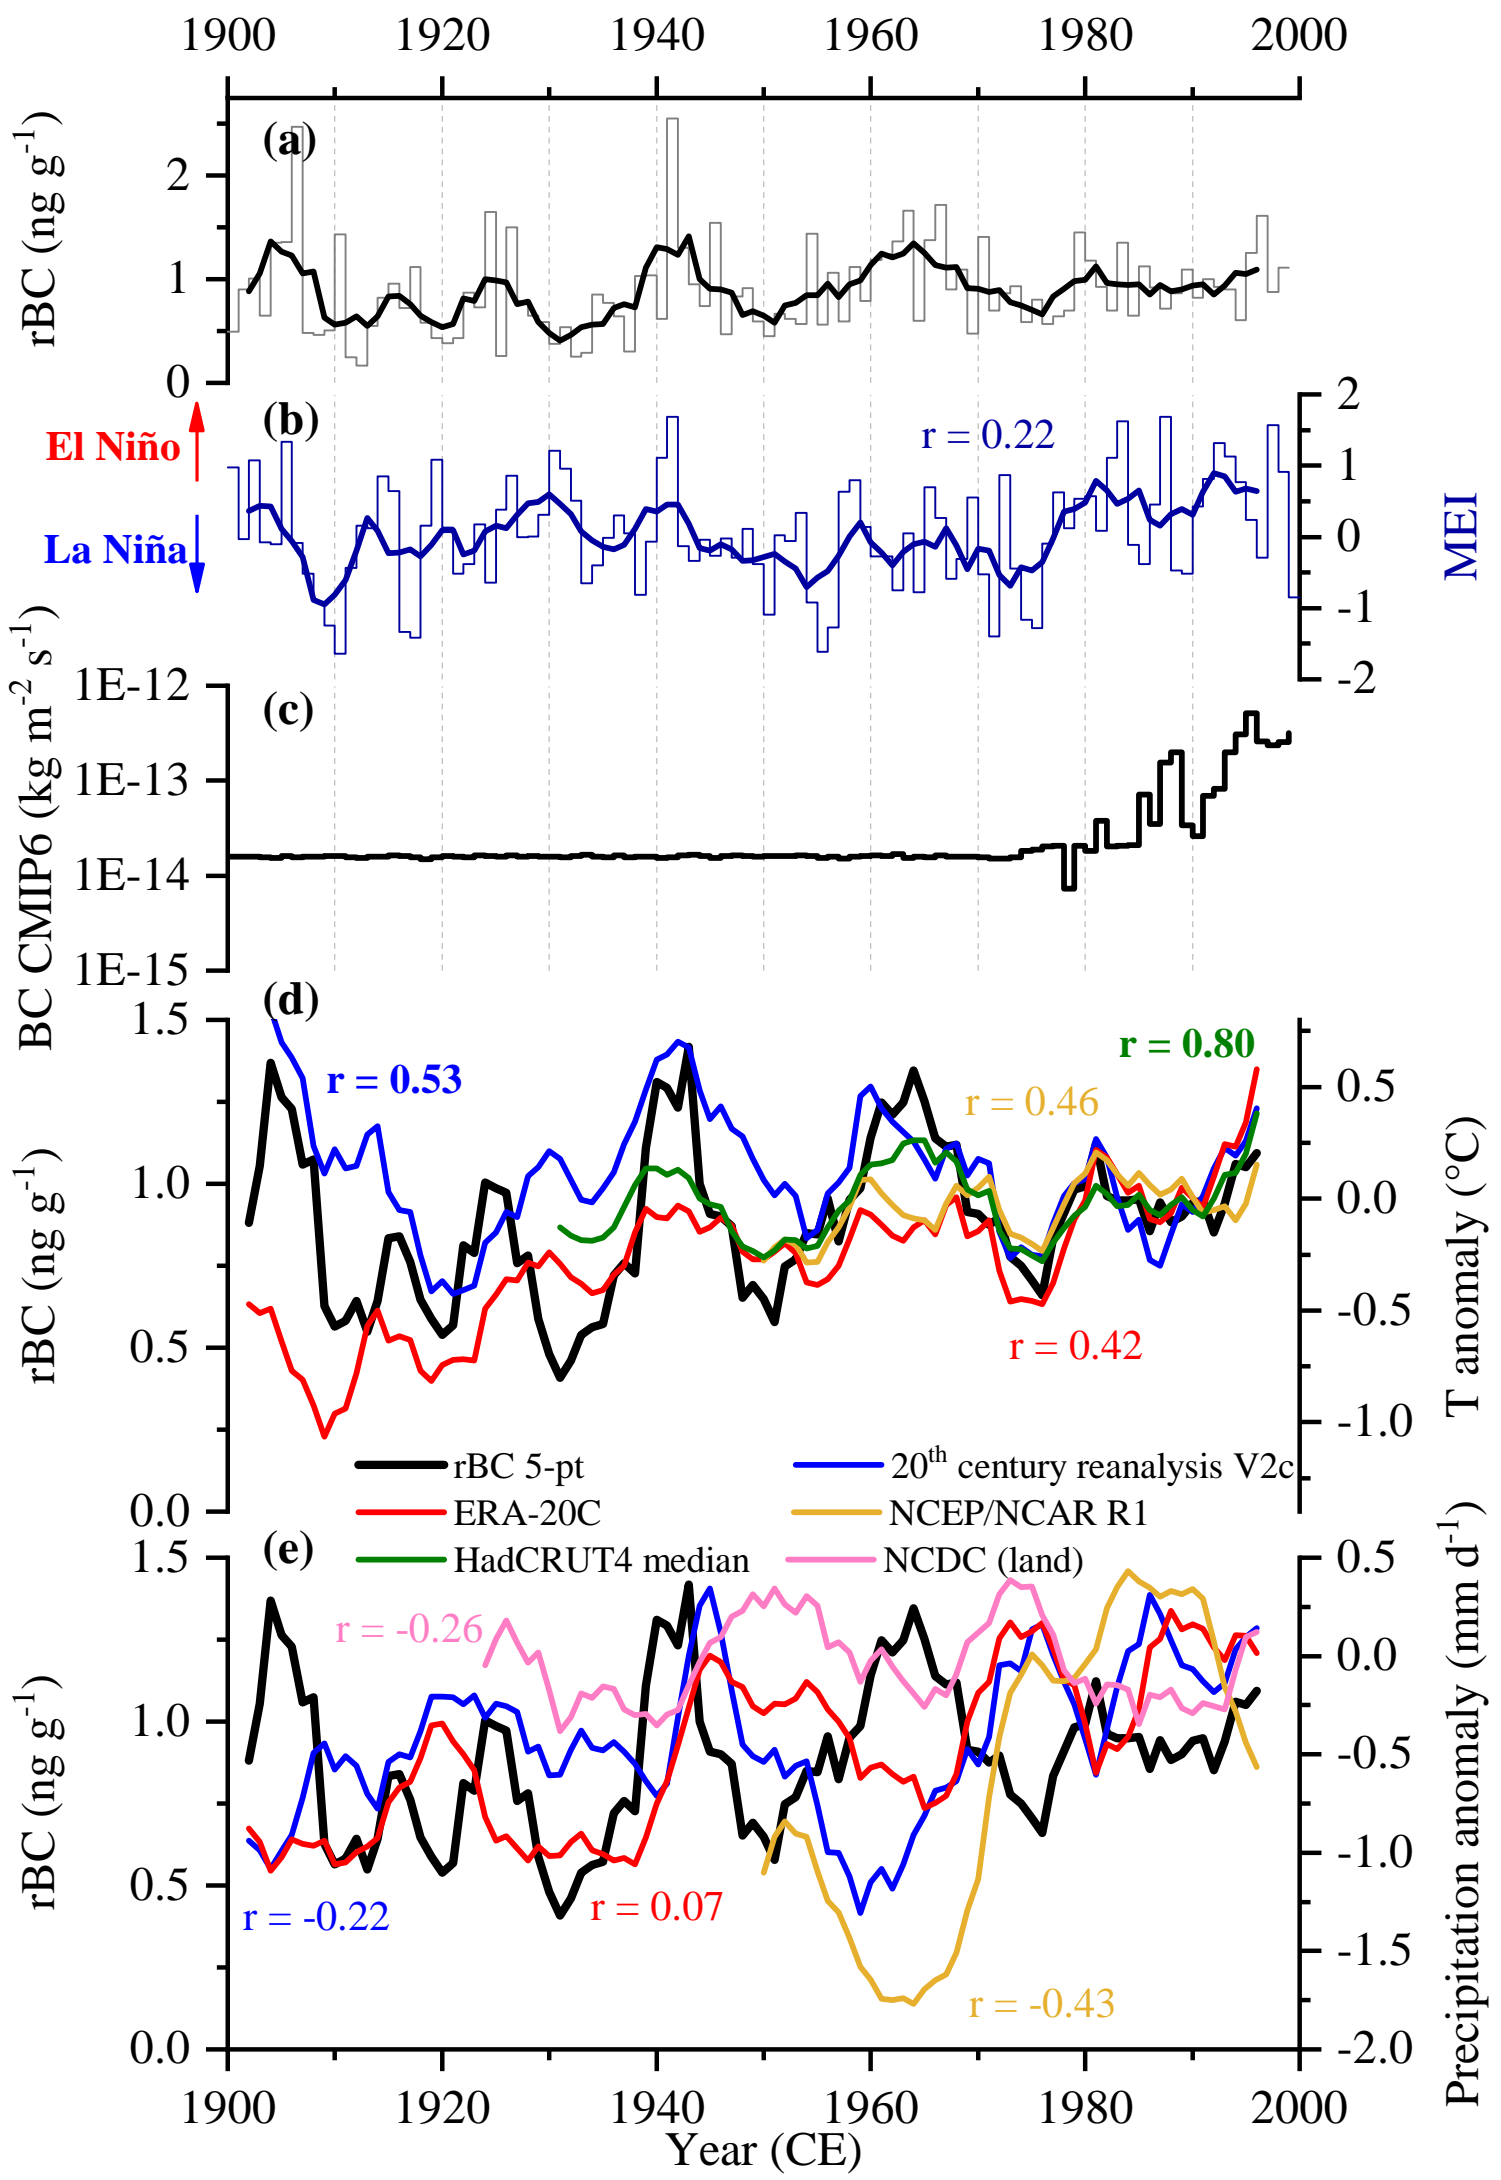 1900 1920 1940 1960 1980 2000
(a)
rBC (ng g-1)
2
1
0
(b)
El Niño
La Niña
r = 0.22
2
1
0
-1
-2
MEI
(c)
BC CMIP6 (kg m-2 s-1)
1E-12
1E-13
1E-14
1E-15
(d)
rBC (ng g-1)
1.5
1.0
0.5
0.0
r = 0.53
r = 0.80
r = 0.46
r = 0.42
0.5
0.0
-0.5
-1.0
T anomaly (°C)
rBC 5-pt
20th century reanalysis V2c
ERA-20C
NCEP/NCAR R1
HadCRUT4 median
NCDC (land)
(e)
rBC (ng g-1)
1.5
1.0
0.5
0.0
r = -0.26
r = -0.22
r = 0.07
r = -0.43
0.5
0.0
-0.5
-1.0
-1.5
-2.0
Precipitation anomaly (mm d-1)
1900 1920 1940 1960 1980 2000
Year (CE)